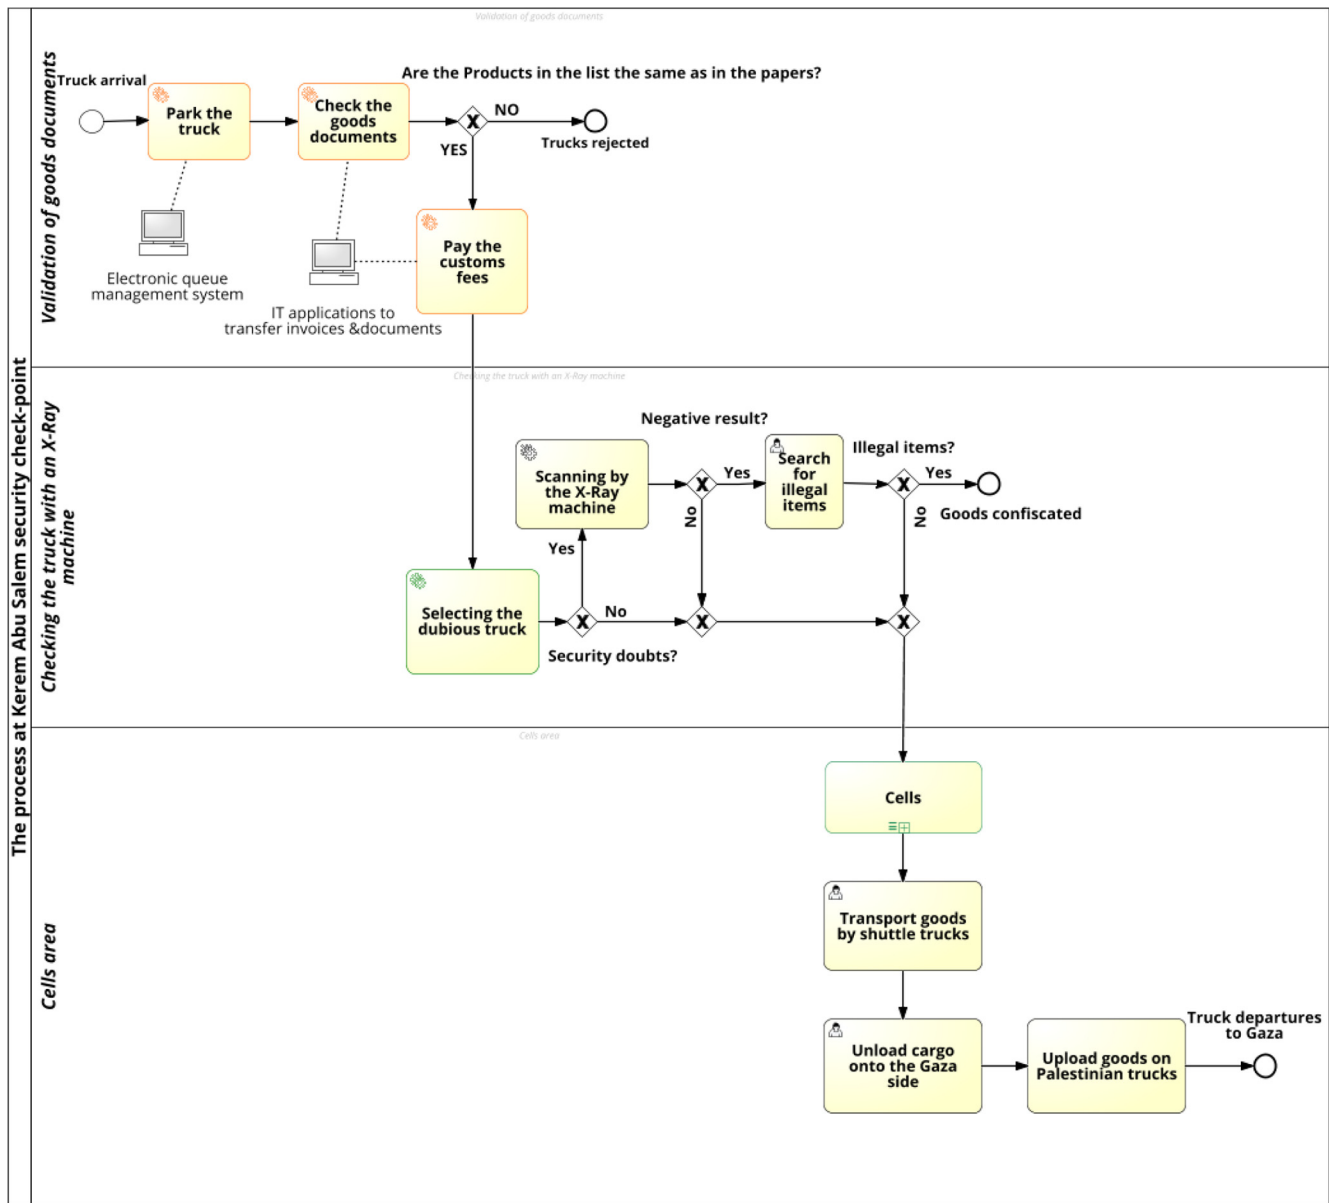 The process at Kerem Abu Salem security check-point
Validation of goods documents
Validation of goods documents
Truck arrival
Park the
truck
Check the
goods
documents
Are the Products in the list the same as in the papers?
X
NO
Trucks rejected
YES
Pay the
customs
fees
Electronic queue
management system
IT applications to
transfer invoices &documents
Checking the truck with an X-Ray
machine
Checking the truck with an X-Ray machine
Negative result?
Scanning by
the X-Ray
machine
X
Yes
Search
for
illegal
items
Illegal items?
X
Yes
Goods confiscated
No
No
Yes
Selecting the
dubious truck
X
No
X
X
Security doubts?
Cells area
Cells area
Cells
Transport goods
by shuttle trucks
Unload cargo
onto the Gaza
side
Upload goods on
Palestinian trucks
Truck departures
to Gaza